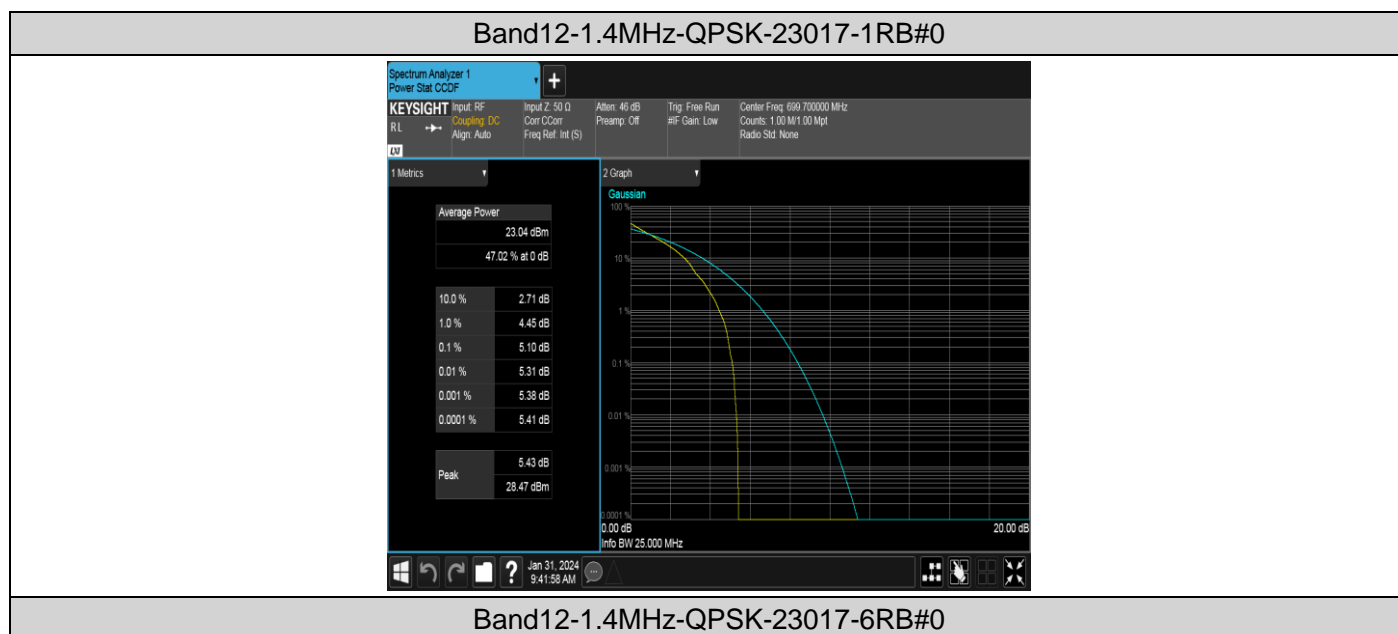 Band12-1.4MHz-QPSK-23017-1RB#0
Spectrum Analyzer 1
Power Stat CCDF
KEYSIGHT
RL
LXI
Input: RF
Coupling: DC
Align: Auto
Input Z: 50 Ω
Corr CCorr
Freq Ref: Int (S)
Atten: 46 dB
Preamp: Off
Trig: Free Run
#IF Gain: Low
Center Freq: 699.700000 MHz
Counts: 1.00 M/1.00 Mpt
Radio Std: None
1 Metrics
Average Power
23.04 dBm
47.02 % at 0 dB
10.0 % 2.71 dB
1.0 % 4.45 dB
0.1 % 5.10 dB
0.01 % 5.31 dB
0.001 % 5.38 dB
0.0001 % 5.41 dB
Peak
5.43 dB
28.47 dBm
2 Graph
Gaussian
100 %
10 %
1 %
0.1 %
0.01 %
0.001 %
0.0001 %
0.00 dB 20.00 dB
Info BW 25.000 MHz
Jan 31, 2024
9:41:58 AM
Band12-1.4MHz-QPSK-23017-6RB#0